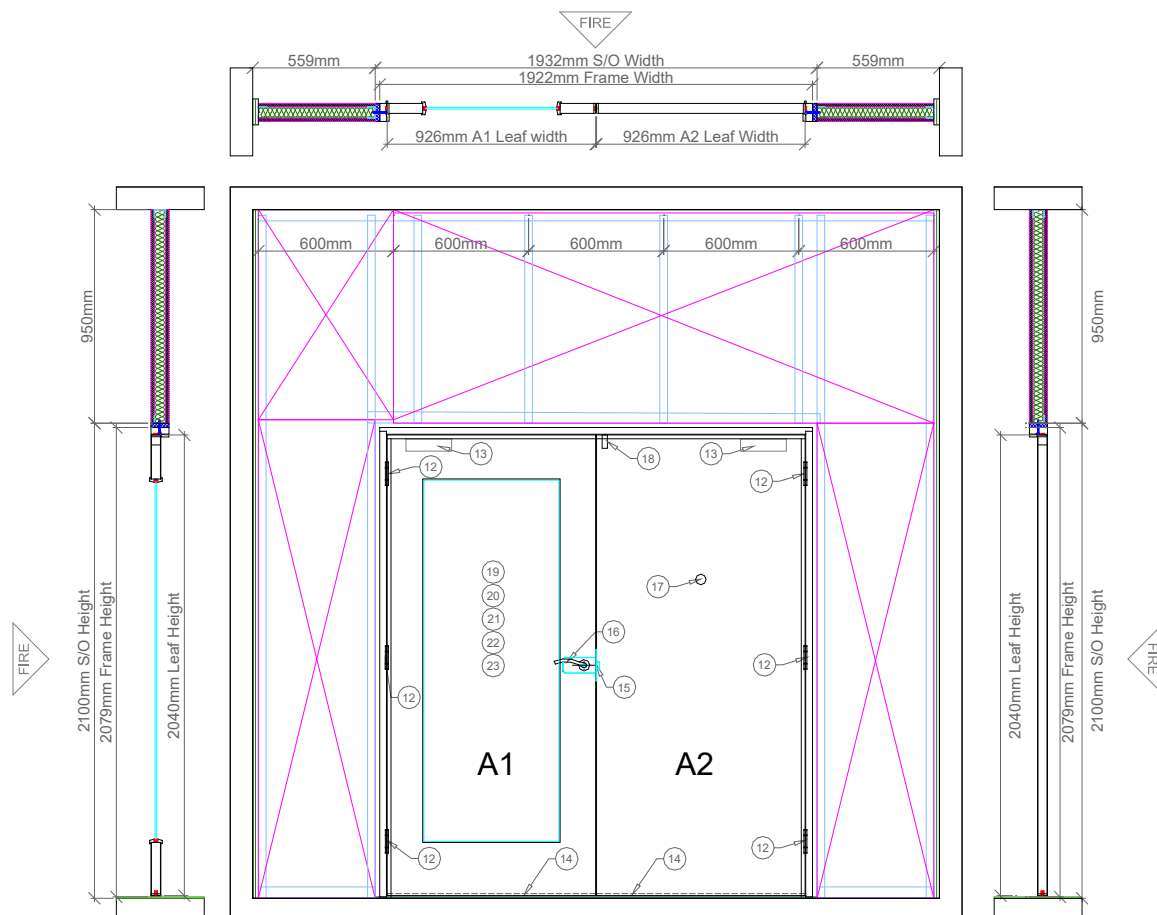 FIRE
559mm
1932mm S/O Width
559mm
1922mm Frame Width
926mm A1 Leaf width
926mm A2 Leaf Width
600mm
600mm
600mm
600mm
600mm
950mm
950mm
13
18
13
12
12
19
20
21
22
23
17
16
15
12
12
A1
A2
12
12
14
14
FIRE
2100mm S/O Height
2079mm Frame Height
2040mm Leaf Height
2040mm Leaf Height
2079mm Frame Height
2100mm S/O Height
FIRE